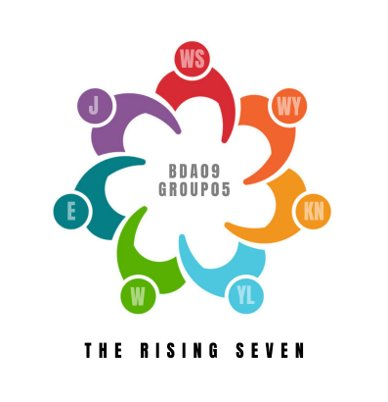 WS
J
WY
BDA09
GROUP05
E
KN
W
YL
THE RISING SEVEN